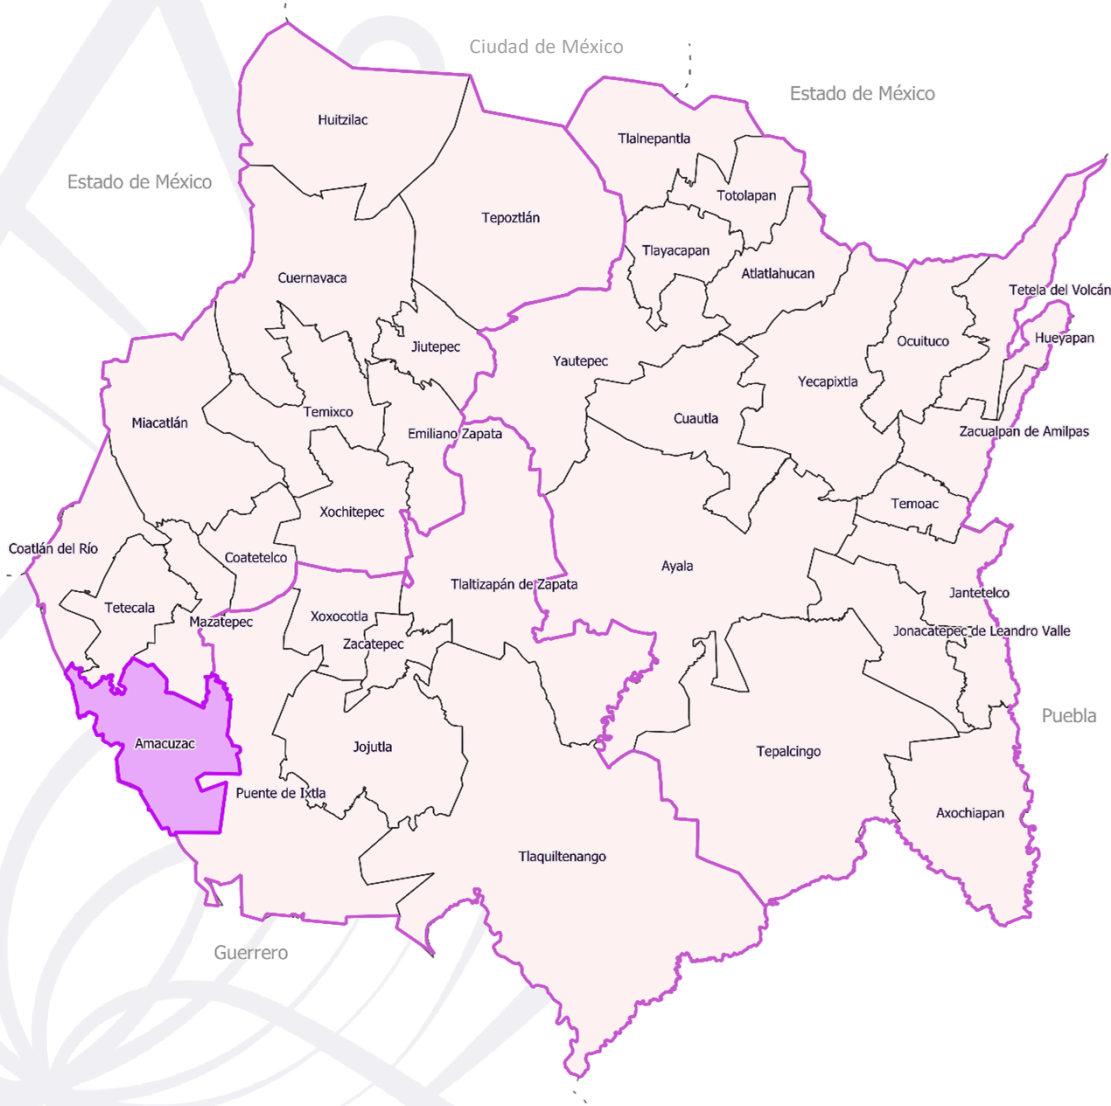 Ciudad de México
Estado de México
Huitzilac
Tlalnepantla
Estado de México
Totolapan
Tepoztlán
Tlayacapan
Atlatlahucan
Cuernavaca
Tetela del Volcán
Hueyapan
Ocuituco
Jiutepec
Yautepec
Yecapixtla
Temixco
Cuautla
Miacatlán
Emiliano Zapata
Zacualpan de Amilpas
Temoac
Xochitepec
Coatlán del Río
Coatetelco
Ayala
Tlaltizapán de Zapata
Jantetelco
Tetecala
Xoxocotla
Mazatepec
Jonacatepec de Leandro Valle
Zacatepec
Puebla
Amacuzac
Jojutla
Tepalcingo
Puente de Ixtla
Axochiapan
Tlaquiltenango
Guerrero